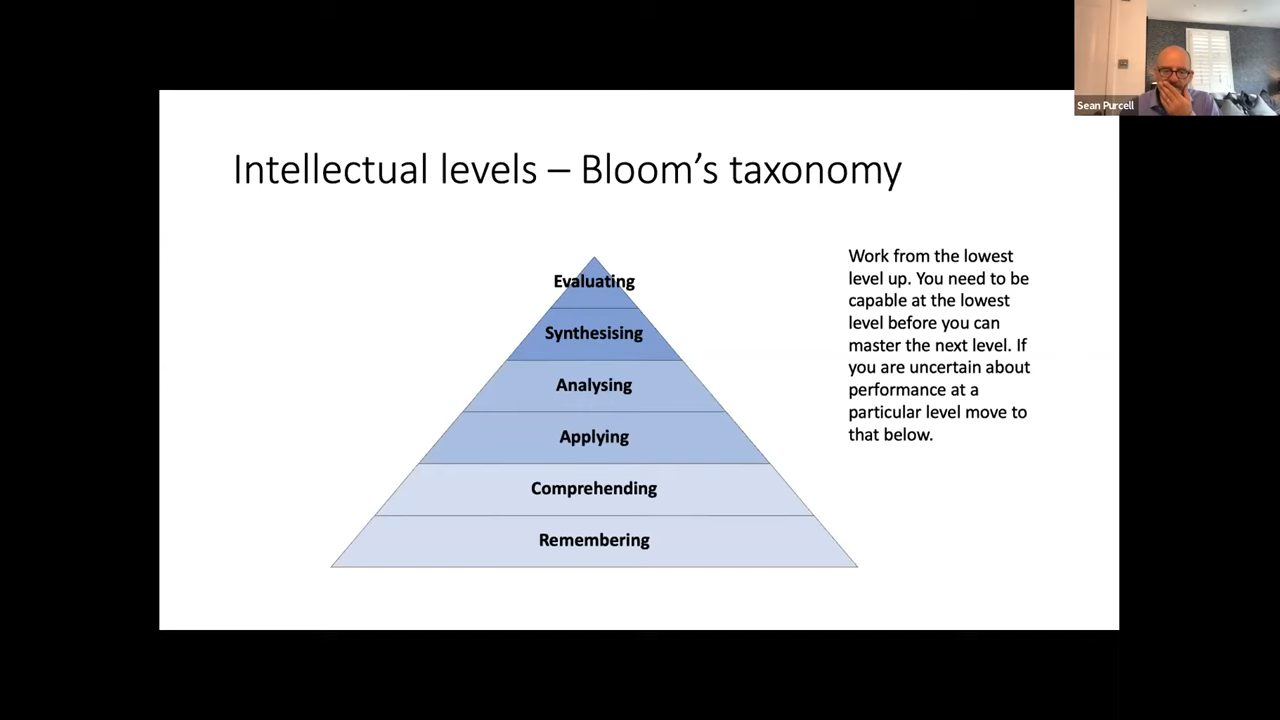 Sean Purcell
Intellectual levels – Bloom’s taxonomy
Evaluating
Synthesising
Analysing
Applying
Comprehending
Remembering
Work from the lowest
level up. You need to be
capable at the lowest
level before you can
master the next level. If
you are uncertain about
performance at a
particular level move to
that below.